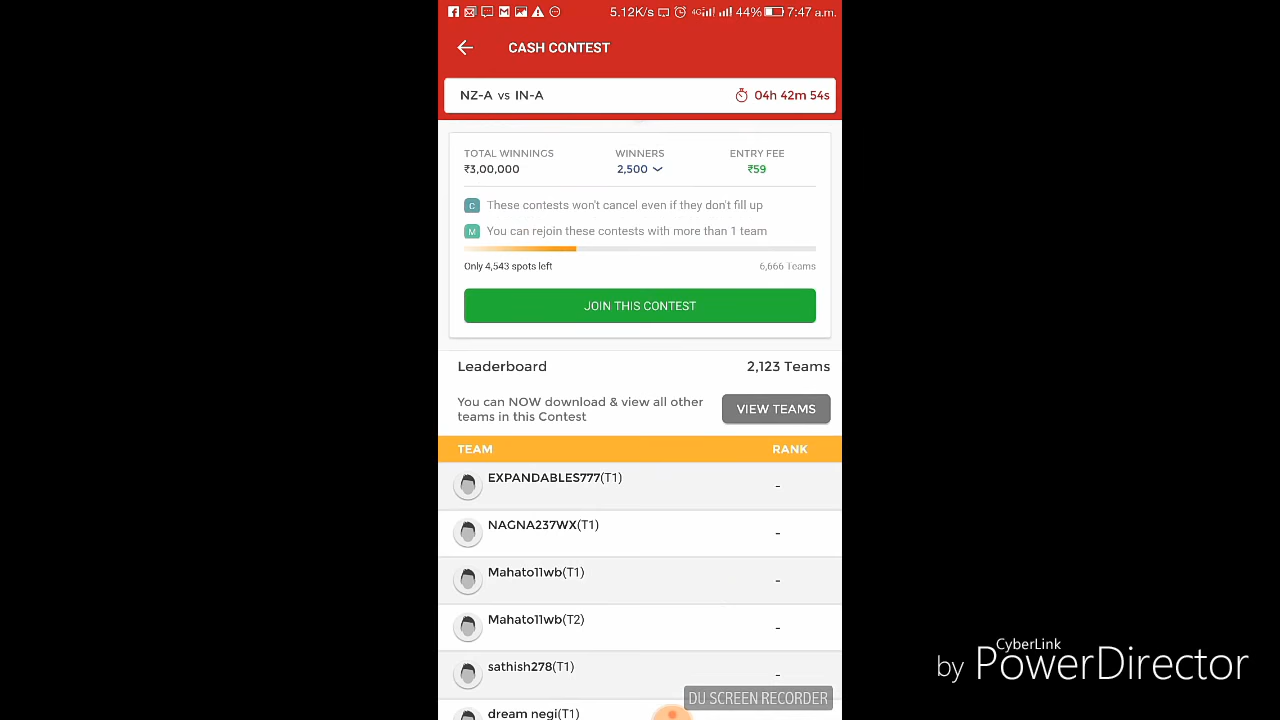 5.12K/s 4G 44% 7:47 a.m.
CASH CONTEST
NZ-A vs IN-A 04h 42m 54s
TOTAL WINNINGS WINNERS ENTRY FEE
₹3,00,000 2,500 ₹59
C These contests won't cancel even if they don't fill up
M You can rejoin these contests with more than 1 team
Only 4,543 spots left 6,666 Teams
JOIN THIS CONTEST
Leaderboard 2,123 Teams
You can NOW download & view all other
teams in this Contest
VIEW TEAMS
TEAM RANK
EXPANDABLES777(T1) -
NAGNA237WX(T1) -
Mahato11wb(T1) -
Mahato11wb(T2) -
sathish278(T1) -
dream negi(T1)
DU SCREEN RECORDER
CyberLink
by PowerDirector